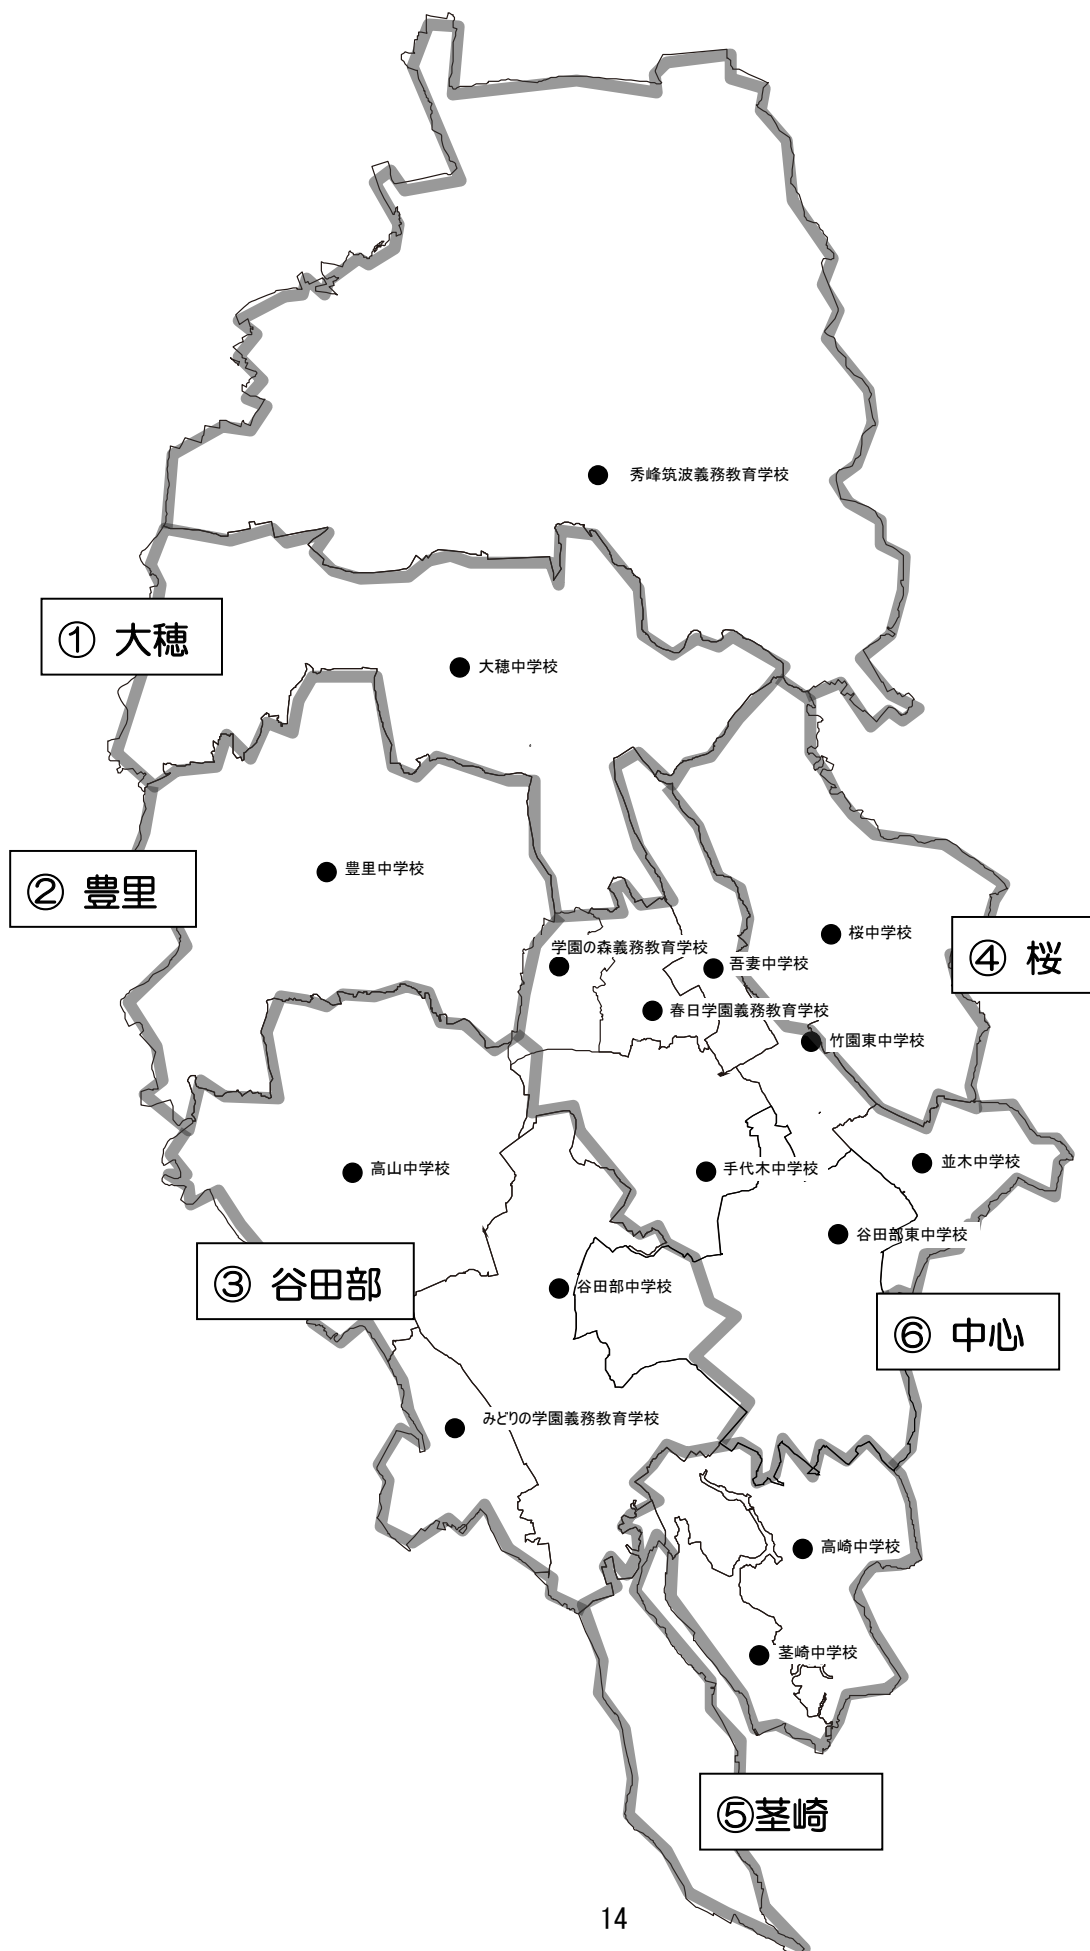 秀峰筑波義務教育学校
① 大穂
大穂中学校
② 豊里
豊里中学校
桜中学校
④ 桜
学園の森義務教育学校
吾妻中学校
春日学園義務教育学校
竹園東中学校
高山中学校
手代木中学校
並木中学校
谷田部東中学校
③ 谷田部
谷田部中学校
⑥ 中心
みどりの学園義務教育学校
高崎中学校
茎崎中学校
⑤茎崎
14